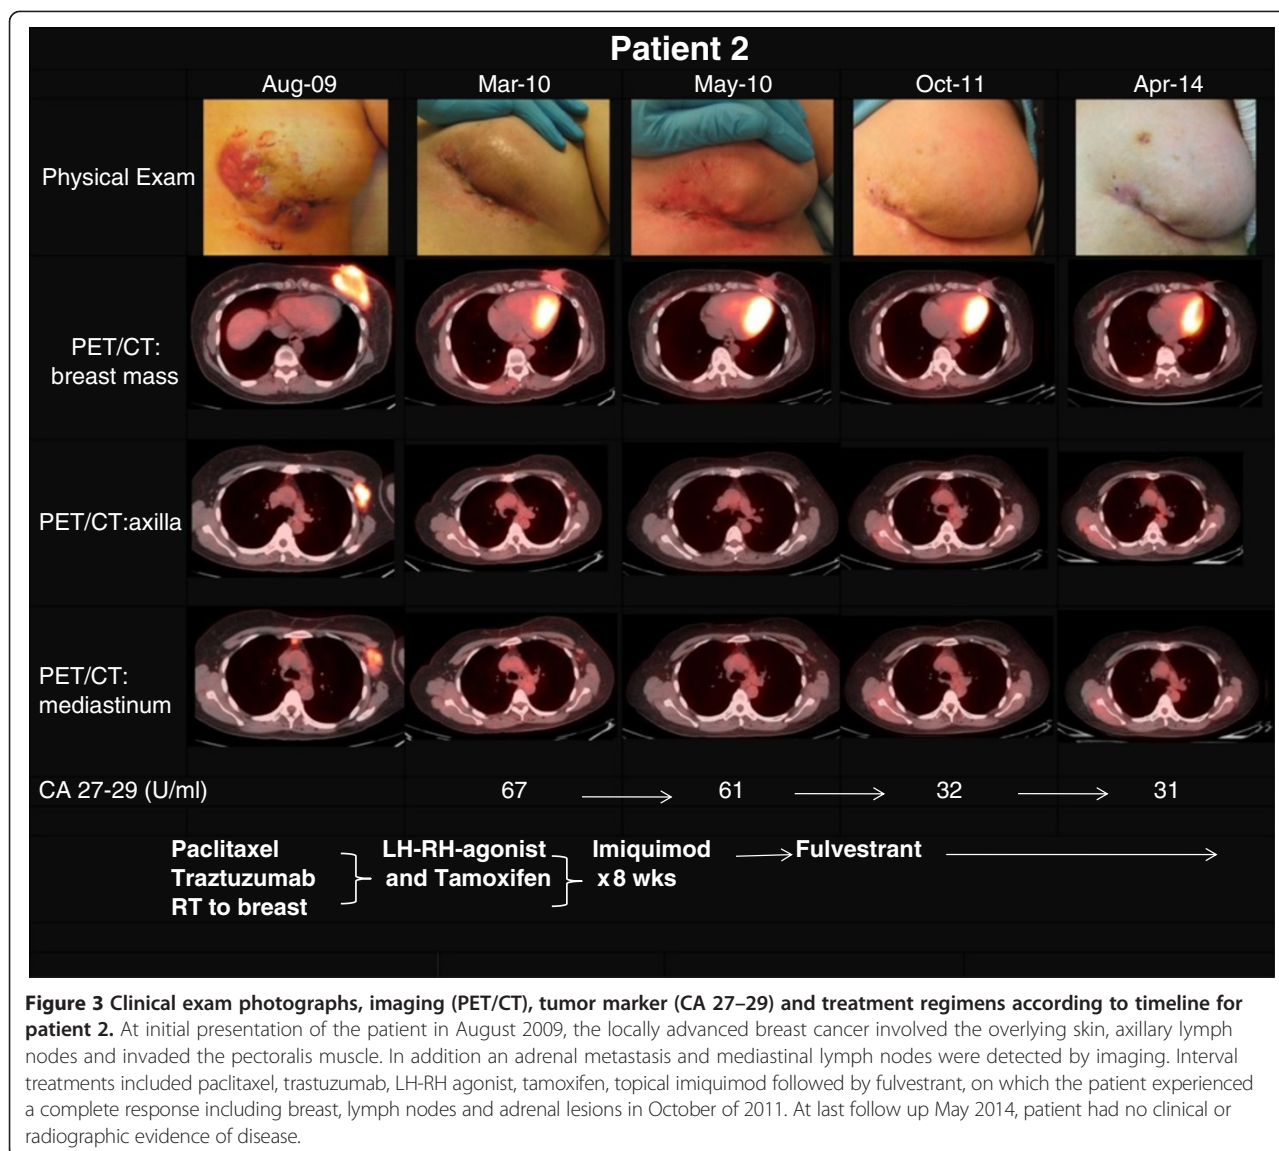 Patient 2
Aug-09 Mar-10 May-10 Oct-11 Apr-14
Physical Exam
PET/CT:
breast mass
PET/CT:axilla
PET/CT:
mediastinum
CA 27-29 (U/ml) 67 61 32 31
Paclitaxel LH-RH-agonist Imiquimod Fulvestrant
Traztuzumab and Tamoxifen x 8 wks
RT to breast
Figure 3 Clinical exam photographs, imaging (PET/CT), tumor marker (CA 27–29) and treatment regimens according to timeline for
patient 2. At initial presentation of the patient in August 2009, the locally advanced breast cancer involved the overlying skin, axillary lymph
nodes and invaded the pectoralis muscle. In addition an adrenal metastasis and mediastinal lymph nodes were detected by imaging. Interval
treatments included paclitaxel, trastuzumab, LH-RH agonist, tamoxifen, topical imiquimod followed by fulvestrant, on which the patient experienced
a complete response including breast, lymph nodes and adrenal lesions in October of 2011. At last follow up May 2014, patient had no clinical or
radiographic evidence of disease.